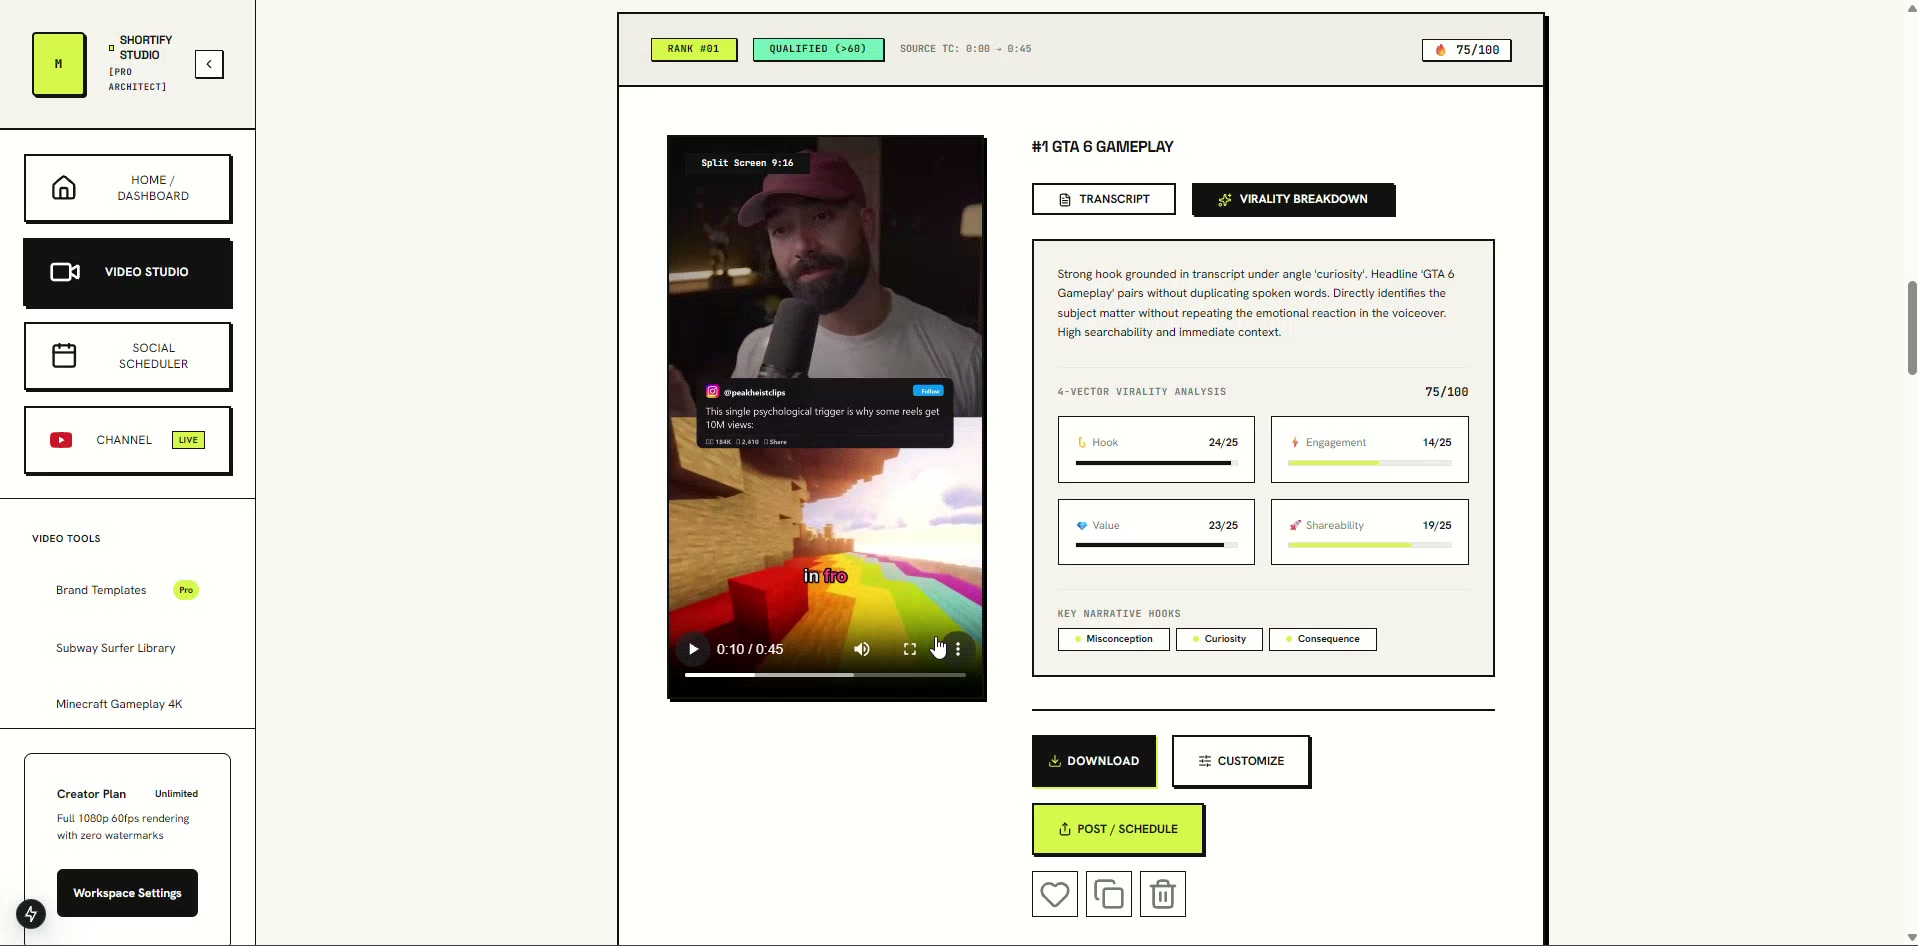 M
SHORTIFY
STUDIO
[PRO
ARCHITECT]
HOME /
DASHBOARD
VIDEO STUDIO
SOCIAL
SCHEDULER
CHANNEL
LIVE
VIDEO TOOLS
Brand Templates
Pro
Subway Surfer Library
Minecraft Gameplay 4K
Creator Plan
Unlimited
Full 1080p 60fps rendering
with zero watermarks
Workspace Settings
RANK #01
QUALIFIED (>60)
SOURCE TC: 0:00 → 0:45
75/100
Split Screen 9:16
@peakheistclips
Follow
This single psychological trigger is why some reels get
10M views:
184K
2,410
Share
in fro
0:10 / 0:45
#1 GTA 6 GAMEPLAY
TRANSCRIPT
VIRALITY BREAKDOWN
Strong hook grounded in transcript under angle 'curiosity'. Headline 'GTA 6
Gameplay' pairs without duplicating spoken words. Directly identifies the
subject matter without repeating the emotional reaction in the voiceover.
High searchability and immediate context.
4-VECTOR VIRALITY ANALYSIS
75/100
Hook
24/25
Engagement
14/25
Value
23/25
Shareability
19/25
KEY NARRATIVE HOOKS
Misconception
Curiosity
Consequence
DOWNLOAD
CUSTOMIZE
POST / SCHEDULE